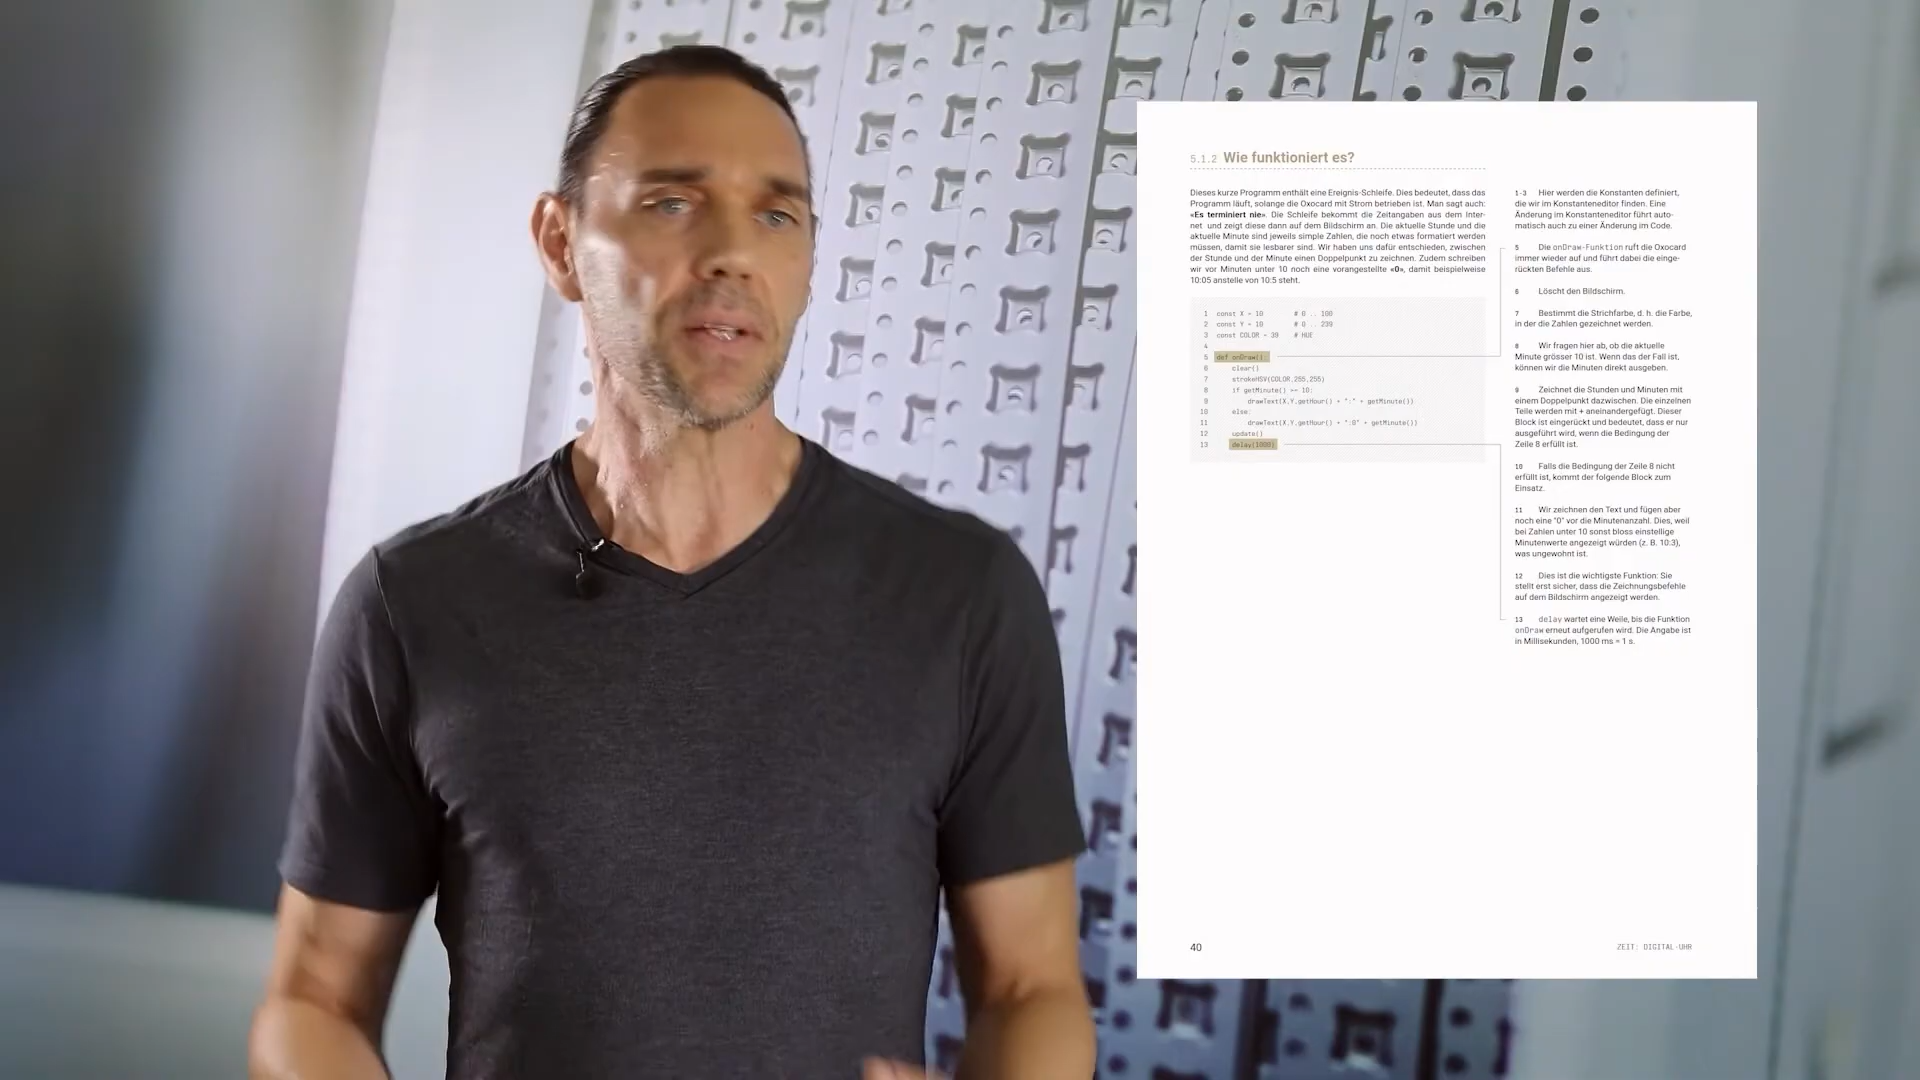 5.1.2 Wie funktioniert es?
Dieses kurze Programm enthält eine Ereignis-Schleife. Dies bedeutet, dass das
Programm läuft, solange die Oxocard mit Strom betrieben ist. Man sagt auch:
«Es terminiert nie». Die Schleife bekommt die Zeitangaben aus dem Inter-
net und zeigt diese dann auf dem Bildschirm an. Die aktuelle Stunde und die
aktuelle Minute sind jeweils simple Zahlen, die noch etwas formatiert werden
müssen, damit sie lesbarer sind. Wir haben uns dafür entschieden, zwischen
der Stunde und der Minute einen Doppelpunkt zu zeichnen. Zudem schreiben
wir vor Minuten unter 10 noch eine vorangestellte «0», damit beispielweise
10:05 anstelle von 10:5 steht.
1 const X = 10 # 0 .. 100
2 const Y = 10 # 0 .. 239
3 const COLOR = 39 # HUE
4
5 def onDraw():
6 clear()
7 strokeHSV(COLOR,255,255)
8 if getMinute() >= 10:
9 drawText(X,Y,getHour() + ":" + getMinute())
10 else:
11 drawText(X,Y,getHour() + ":0" + getMinute())
12 update()
13 delay(1000)
1-3 Hier werden die Konstanten definiert,
die wir im Konstanteneditor finden. Eine
Änderung im Konstanteneditor führt auto-
matisch auch zu einer Änderung im Code.
5 Die onDraw-Funktion ruft die Oxocard
immer wieder auf und führt dabei die einge-
rückten Befehle aus.
6 Löscht den Bildschirm.
7 Bestimmt die Strichfarbe, d. h. die Farbe,
in der die Zahlen gezeichnet werden.
8 Wir fragen hier ab, ob die aktuelle
Minute grösser 10 ist. Wenn das der Fall ist,
können wir die Minuten direkt ausgeben.
9 Zeichnet die Stunden und Minuten mit
einem Doppelpunkt dazwischen. Die einzelnen
Teile werden mit + aneinandergefügt. Dieser
Block ist eingerückt und bedeutet, dass er nur
ausgeführt wird, wenn die Bedingung der
Zeile 8 erfüllt ist.
10 Falls die Bedingung der Zeile 8 nicht
erfüllt ist, kommt der folgende Block zum
Einsatz.
11 Wir zeichnen den Text und fügen aber
noch eine "0" vor die Minutenanzahl. Dies, weil
bei Zahlen unter 10 sonst bloss einstellige
Minutenwerte angezeigt würden (z. B. 10:3),
was ungewohnt ist.
12 Dies ist die wichtigste Funktion: Sie
stellt erst sicher, dass die Zeichnungsbefehle
auf dem Bildschirm angezeigt werden.
13 delay wartet eine Weile, bis die Funktion
onDraw erneut aufgerufen wird. Die Angabe ist
in Millisekunden, 1000 ms = 1 s.
40
ZEIT: DIGITAL-UHR